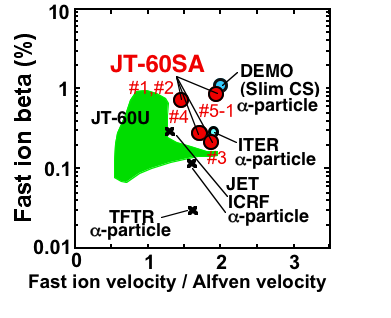 Fast ion beta (%)
10
1
0.1
0.01
JT-60SA
#1 #2
#4
#5-1
#3
DEMO
(Slim CS)
α-particle
JT-60U
ITER
α-particle
JET
ICRF
α-particle
TFTR
α-particle
0 1 2 3
Fast ion velocity / Alfven velocity